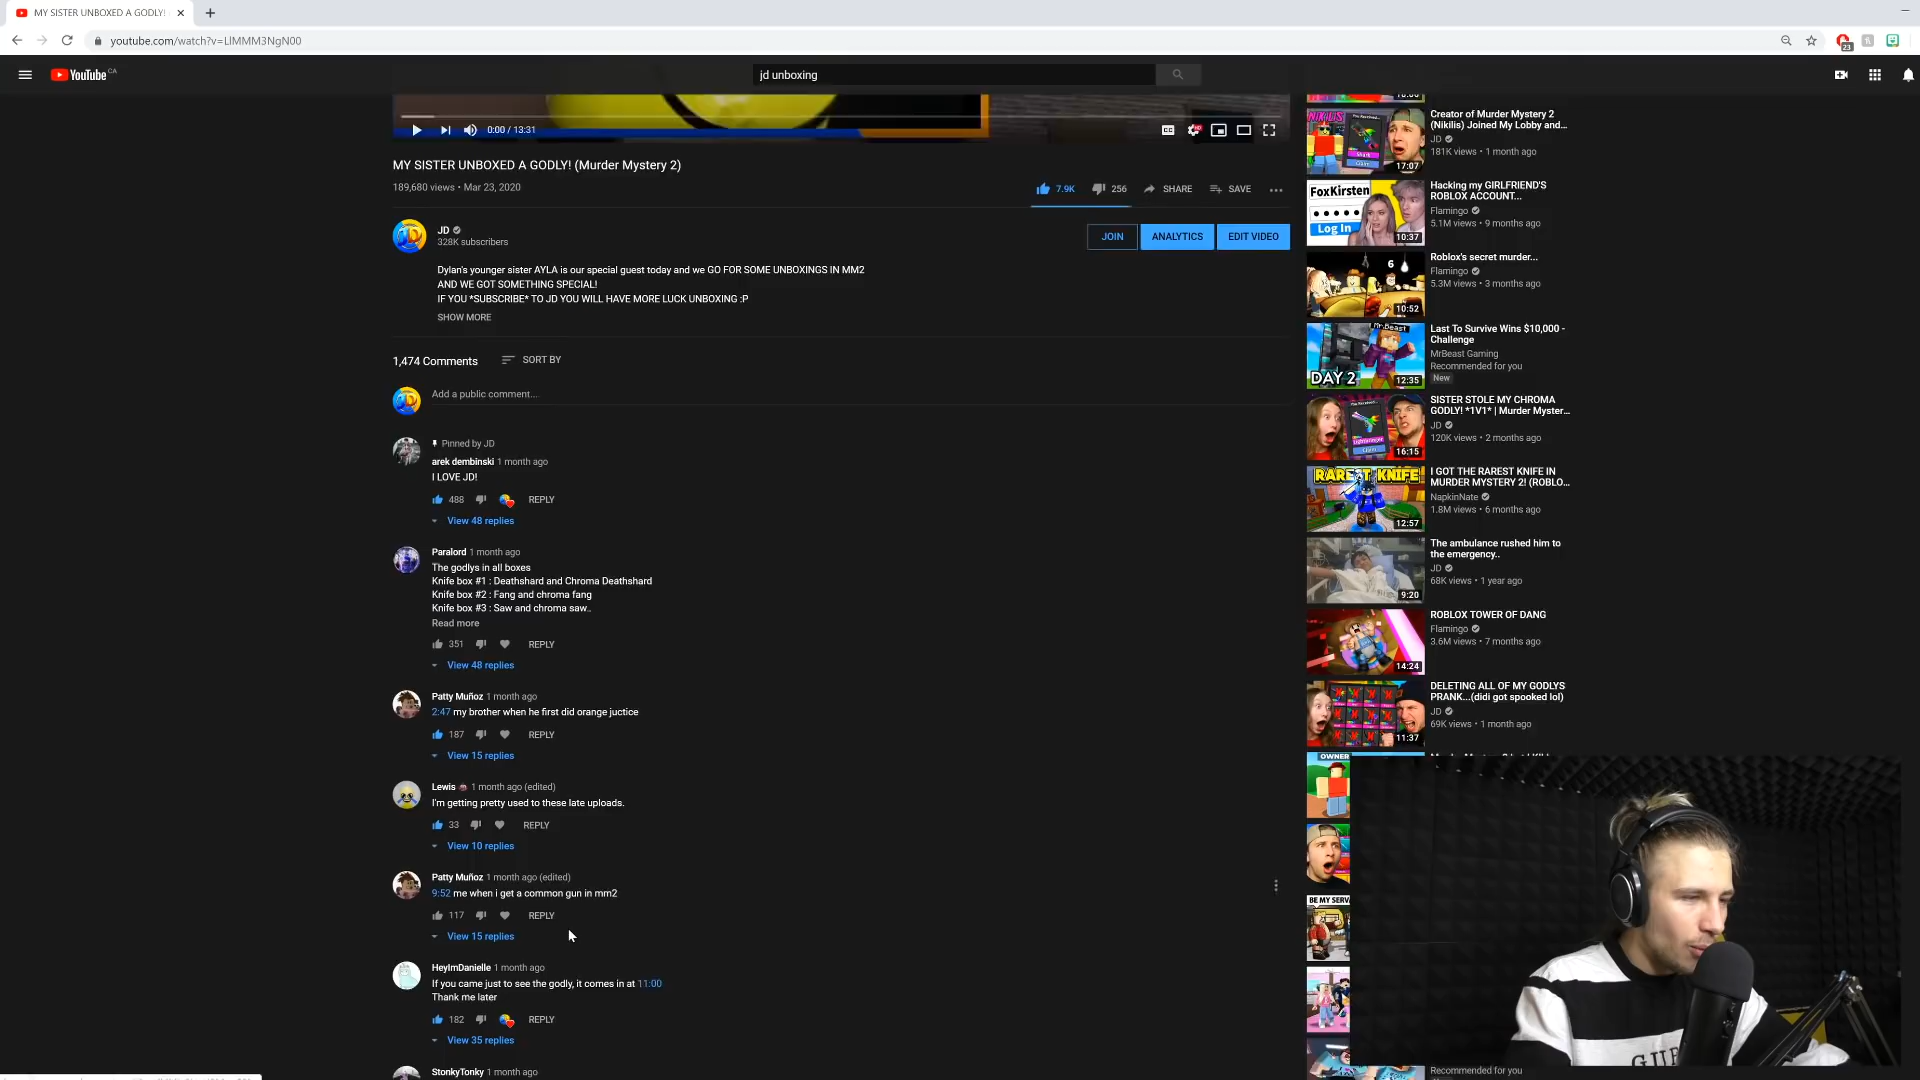 MY SISTER UNBOXED A GODLY!
youtube.com/watch?v=LlMMM3NgN00
23
YouTube CA
jd unboxing
0:00 / 13:31
CC
HD
MY SISTER UNBOXED A GODLY! (Murder Mystery 2)
189,680 views • Mar 23, 2020
7.9K
256
SHARE
SAVE
JD
328K subscribers
JOIN
ANALYTICS
EDIT VIDEO
Dylan's younger sister AYLA is our special guest today and we GO FOR SOME UNBOXINGS IN MM2
AND WE GOT SOMETHING SPECIAL!
IF YOU *SUBSCRIBE* TO JD YOU WILL HAVE MORE LUCK UNBOXING :P
SHOW MORE
1,474 Comments
SORT BY
Add a public comment...
Pinned by JD
arek dembinski 1 month ago
I LOVE JD!
488
REPLY
View 48 replies
Paralord 1 month ago
The godlys in all boxes
Knife box #1 : Deathshard and Chroma Deathshard
Knife box #2 : Fang and chroma fang
Knife box #3 : Saw and chroma saw..
Read more
351
REPLY
View 48 replies
Patty Muñoz 1 month ago
2:47 my brother when he first did orange juctice
187
REPLY
View 15 replies
Lewis 1 month ago (edited)
I'm getting pretty used to these late uploads.
33
REPLY
View 10 replies
Patty Muñoz 1 month ago (edited)
9:52 me when i get a common gun in mm2
117
REPLY
View 15 replies
HeyImDanielle 1 month ago
If you came just to see the godly, it comes in at 11:00
Thank me later
182
REPLY
View 35 replies
StonkyTonky 1 month ago
Creator of Murder Mystery 2
(Nikilis) Joined My Lobby and...
JD
181K views • 1 month ago
NIKILIS
17:07
Hacking my GIRLFRIEND'S
ROBLOX ACCOUNT...
Flamingo
5.1M views • 9 months ago
FoxKirsten
Log In
10:37
Roblox's secret murder...
Flamingo
5.3M views • 3 months ago
6
10:52
Last To Survive Wins $10,000 -
Challenge
MrBeast Gaming
Recommended for you
New
MrBeast
DAY 2
12:35
SISTER STOLE MY CHROMA
GODLY! *1V1* | Murder Myster...
JD
120K views • 2 months ago
16:15
I GOT THE RAREST KNIFE IN
MURDER MYSTERY 2! (ROBLO...
NapkinNate
1.8M views • 6 months ago
RAREST KNIFE
12:57
The ambulance rushed him to
the emergency..
JD
68K views • 1 year ago
9:20
ROBLOX TOWER OF DANG
Flamingo
3.6M views • 7 months ago
14:24
DELETING ALL OF MY GODLYS
PRANK...(didi got spooked lol)
JD
69K views • 1 month ago
11:37
OWNER
BE MY SERV
Recommended for you